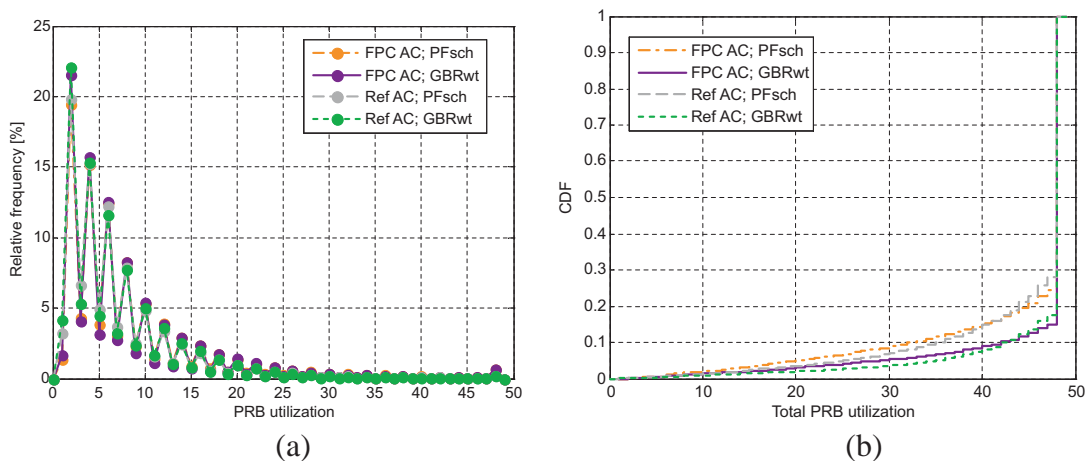 25
20
15
10
5
0
0 5 10 15 20 25 30 35 40 45 50
Relative frequency [%]
PRB utilization
FPC AC; PFsch
FPC AC; GBRwt
Ref AC; PFsch
Ref AC; GBRwt
(a)
1
0.9
0.8
0.7
0.6
0.5
0.4
0.3
0.2
0.1
0
0 10 20 30 40 50
CDF
Total PRB utilization
FPC AC; PFsch
FPC AC; GBRwt
Ref AC; PFsch
Ref AC; GBRwt
(b)